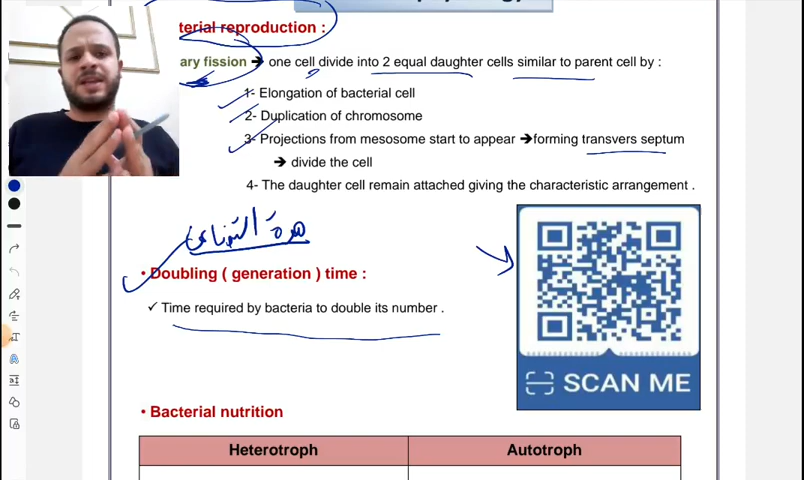 terial reproduction :
ary fission ➔ one cell divide into 2 equal daughter cells similar to parent cell by :
1- Elongation of bacterial cell
2- Duplication of chromosome
3- Projections from mesosome start to appear ➔forming transvers septum
➔ divide the cell
4- The daughter cell remain attached giving the characteristic arrangement .
• Doubling ( generation ) time :
✓ Time required by bacteria to double its number .
SCAN ME
• Bacterial nutrition
Heterotroph Autotroph